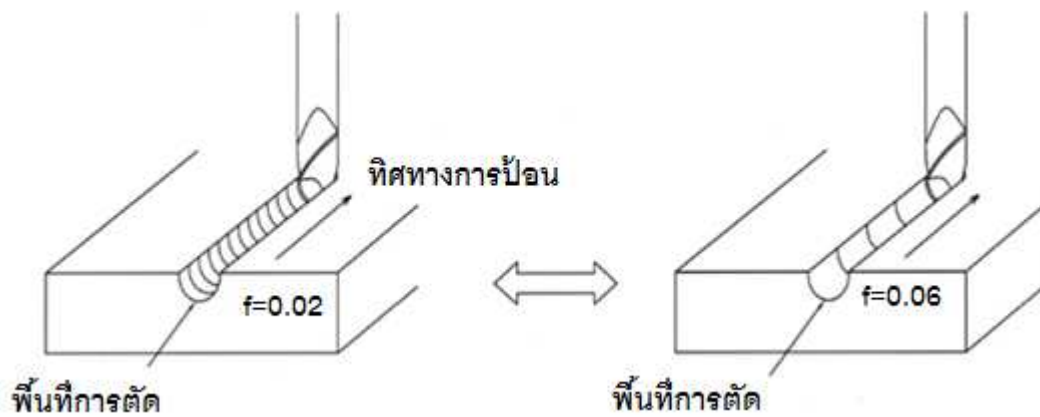 ทิศทางการป้อน
f=0.02
f=0.06
พื้นที่การตัด
พื้นที่การตัด